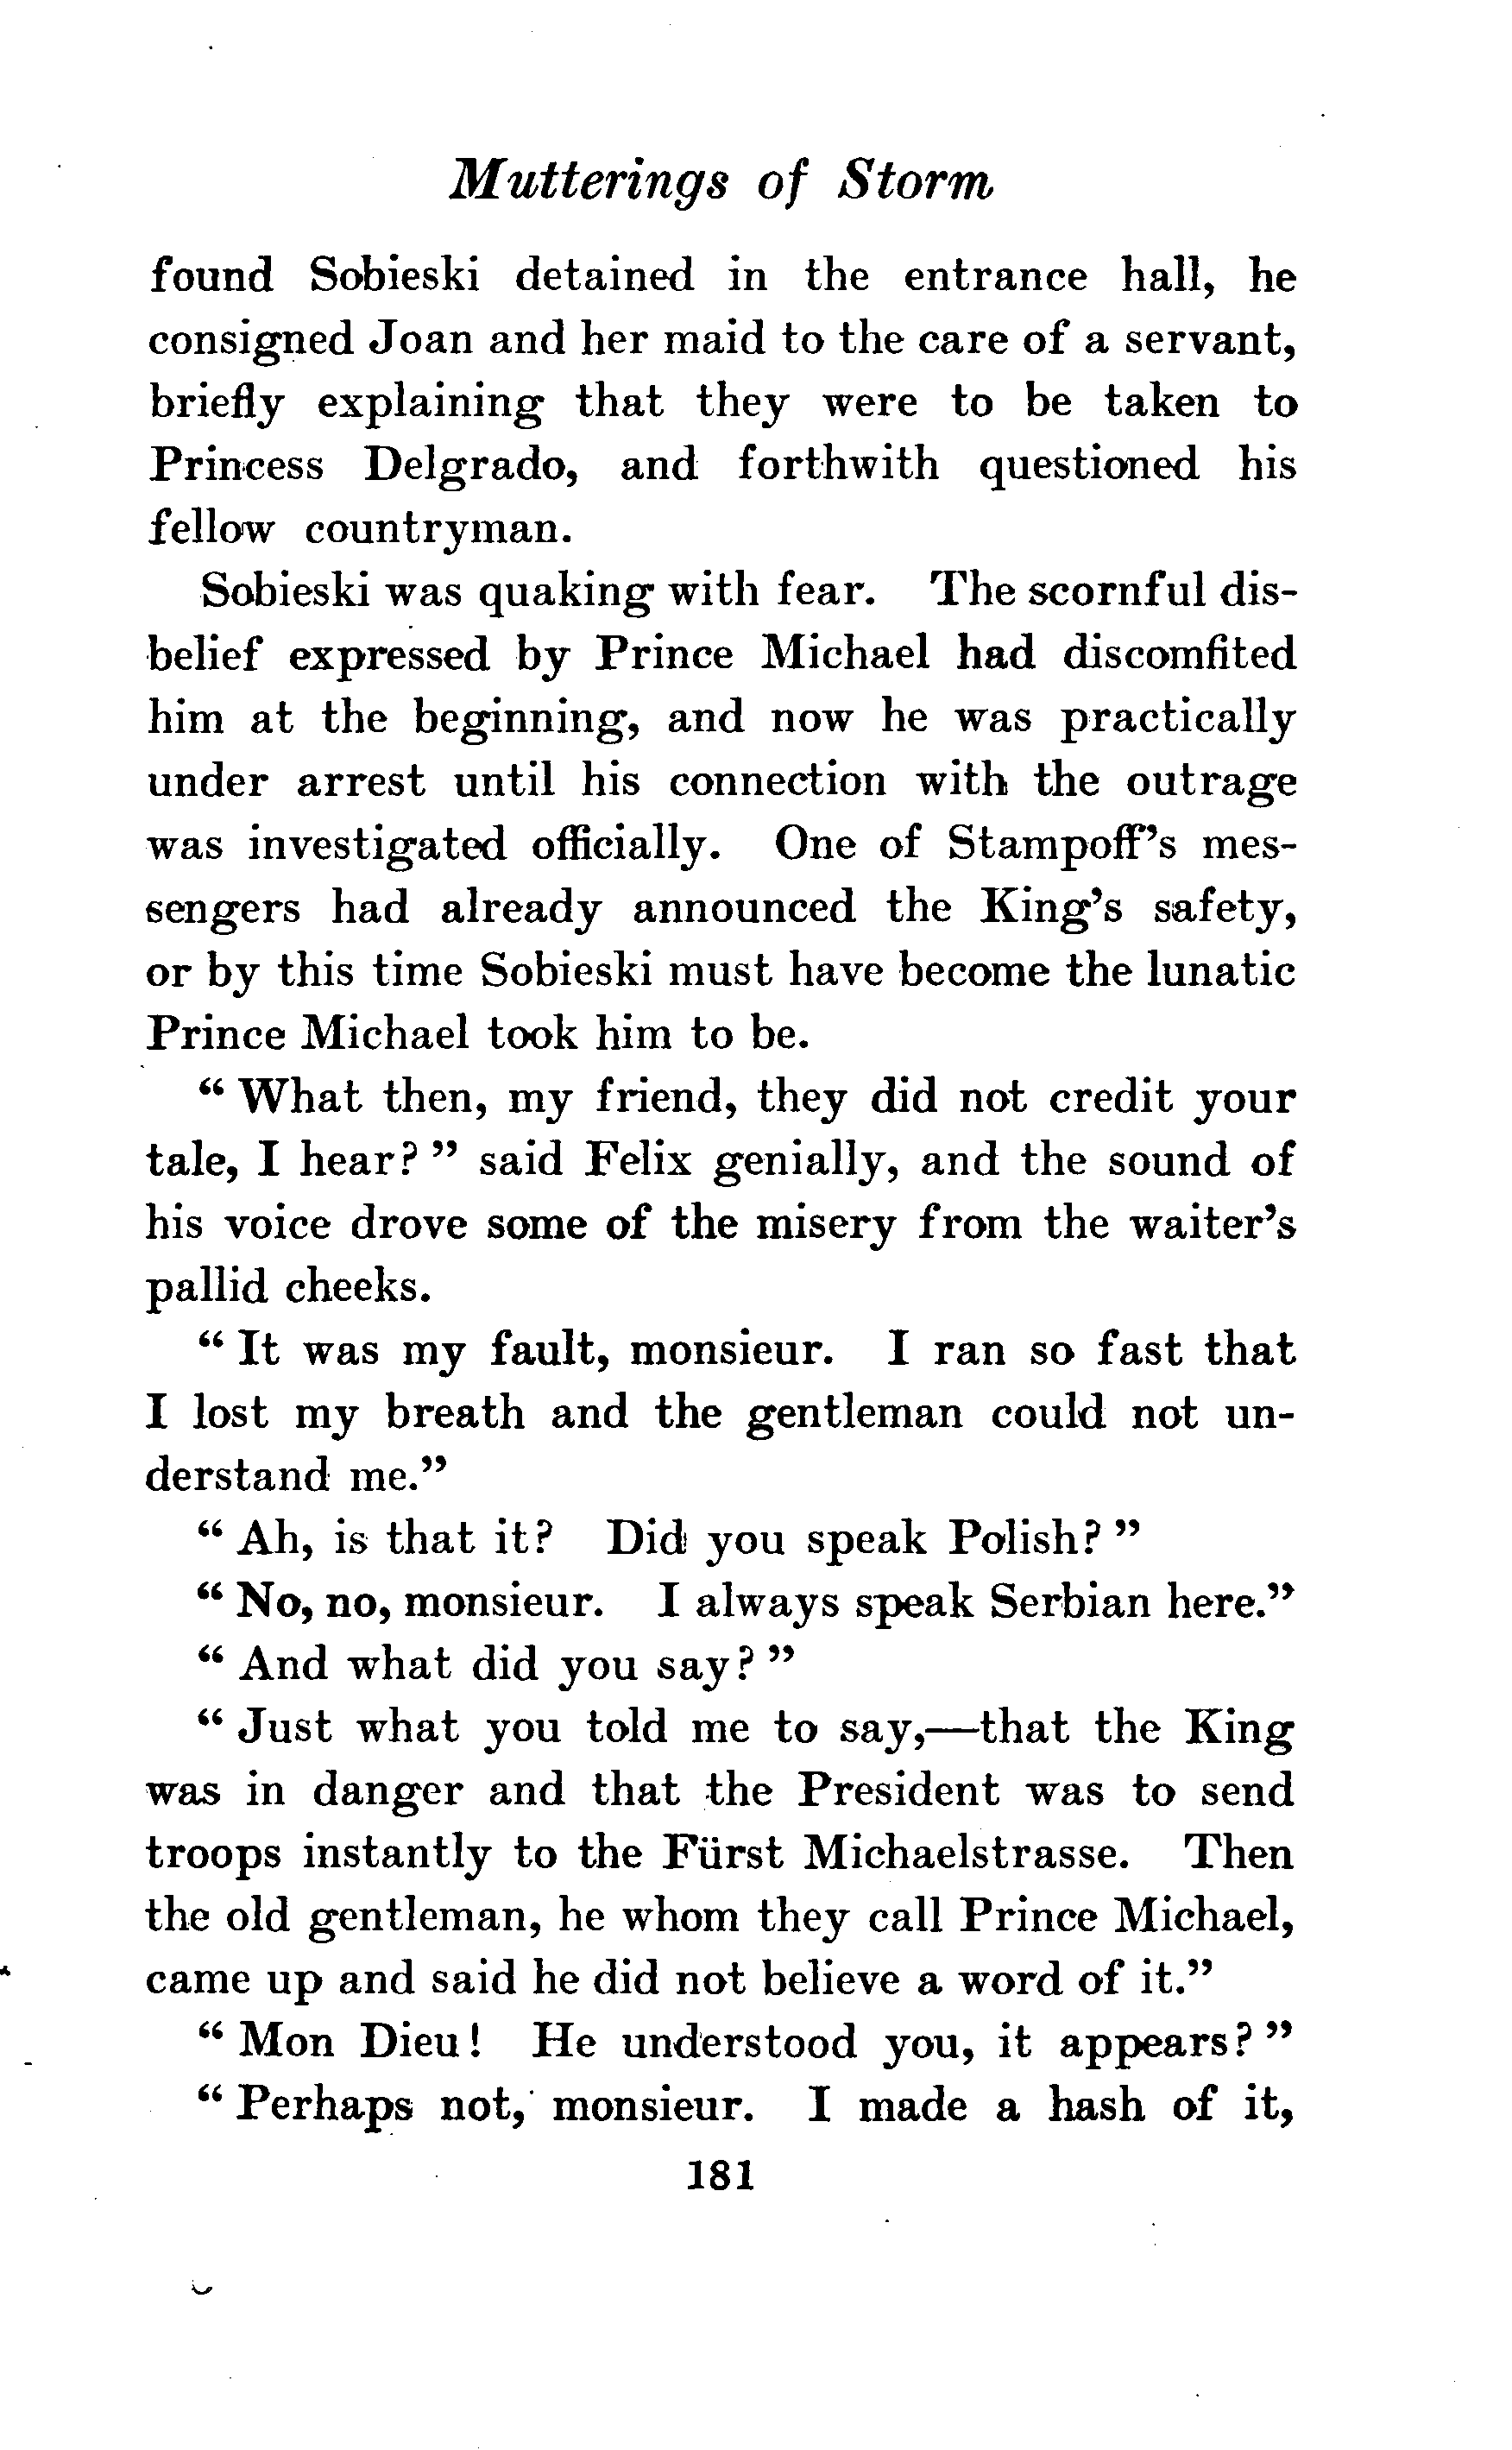 Mutterings of Storm
found Sobieski detained in the entrance hall, he
consigned Joan and her maid to the care of a servant,
briefly explaining that they were to be taken to
Princess Delgrado, and forthwith questioned his
fellow countryman.
Sobieski was quaking with fear. The scornful dis-
belief expressed by Prince Michael had discomfited
him at the beginning, and now he was practically
under arrest until his connection with the outrage
was investigated officially. One of Stampoff's mes-
sengers had already announced the King's safety,
or by this time Sobieski must have become the lunatic
Prince Michael took him to be.
" What then, my friend, they did not credit your
tale, I hear? " said Felix genially, and the sound of
his voice drove some of the misery from the waiter's
pallid cheeks.
" It was my fault, monsieur. I ran so fast that
I lost my breath and the gentleman could not un-
derstand me."
" Ah, is that it? Did you speak Polish? "
" No, no, monsieur. I always speak Serbian here."
" And what did you say? "
" Just what you told me to say,—that the King
was in danger and that the President was to send
troops instantly to the Fürst Michaelstrasse. Then
the old gentleman, he whom they call Prince Michael,
came up and said he did not believe a word of it."
" Mon Dieu! He understood you, it appears? "
" Perhaps not, monsieur. I made a hash of it,
181